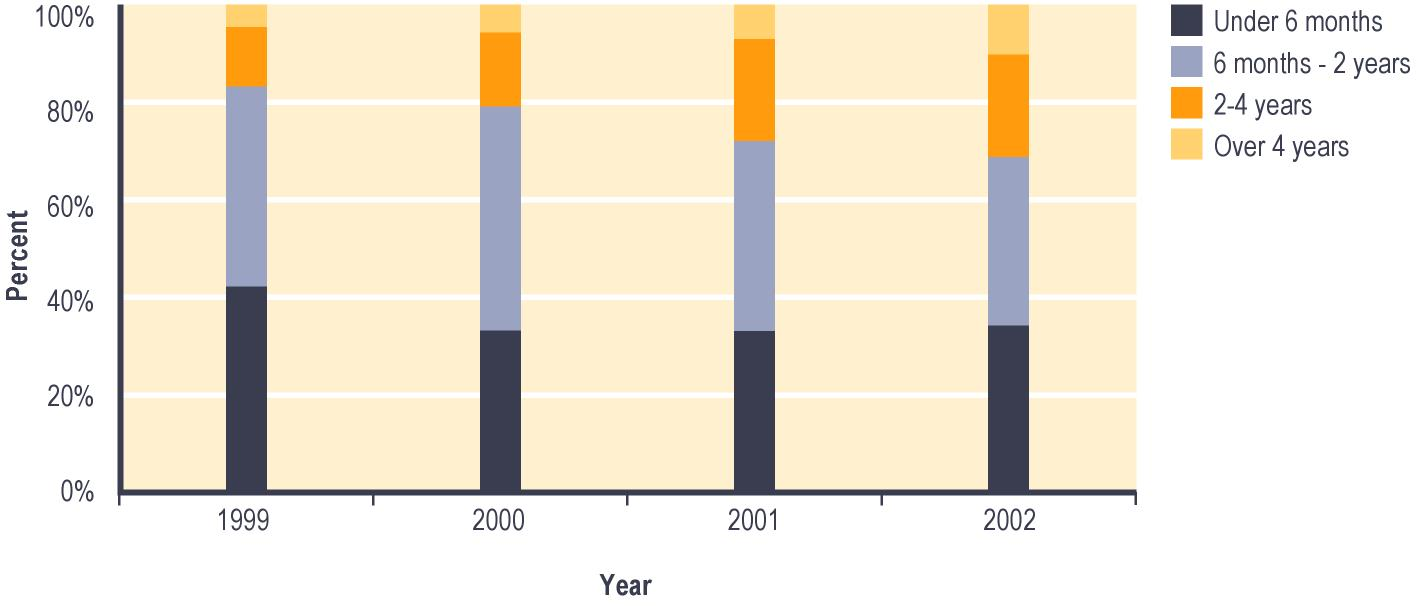 100%
80%
60%
40%
20%
0%
Percent
1999
2000
2001
2002
Year
Under 6 months
6 months - 2 years
2-4 years
Over 4 years